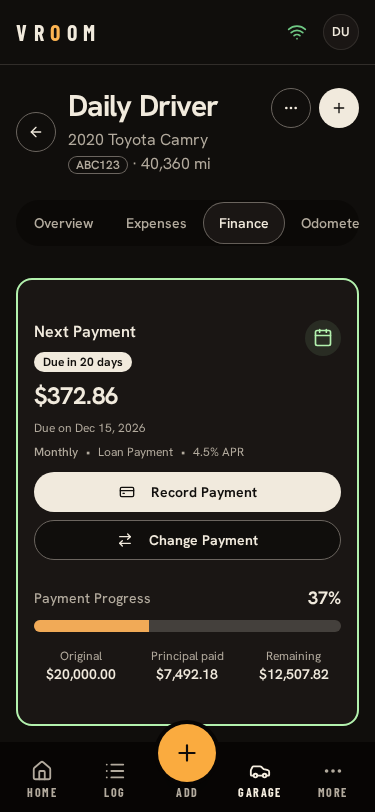 VROOM
DU
Daily Driver
2020 Toyota Camry
ABC123 · 40,360 mi
Overview Expenses Finance Odomete
Next Payment
Due in 20 days
$372.86
Due on Dec 15, 2026
Monthly • Loan Payment • 4.5% APR
Record Payment
Change Payment
Payment Progress 37%
Original Principal paid Remaining
$20,000.00 $7,492.18 $12,507.82
HOME LOG ADD GARAGE MORE